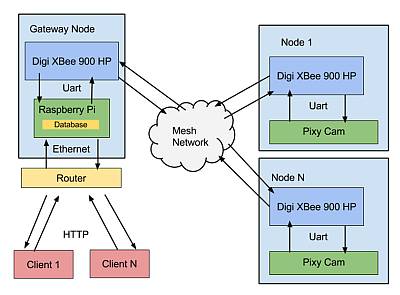 Gateway Node
Digi XBee 900 HP
Uart
Raspberry Pi
Database
Ethernet
Router
HTTP
Client 1
Client N
Mesh
Network
Node 1
Digi XBee 900 HP
Uart
Pixy Cam
Node N
Digi XBee 900 HP
Uart
Pixy Cam